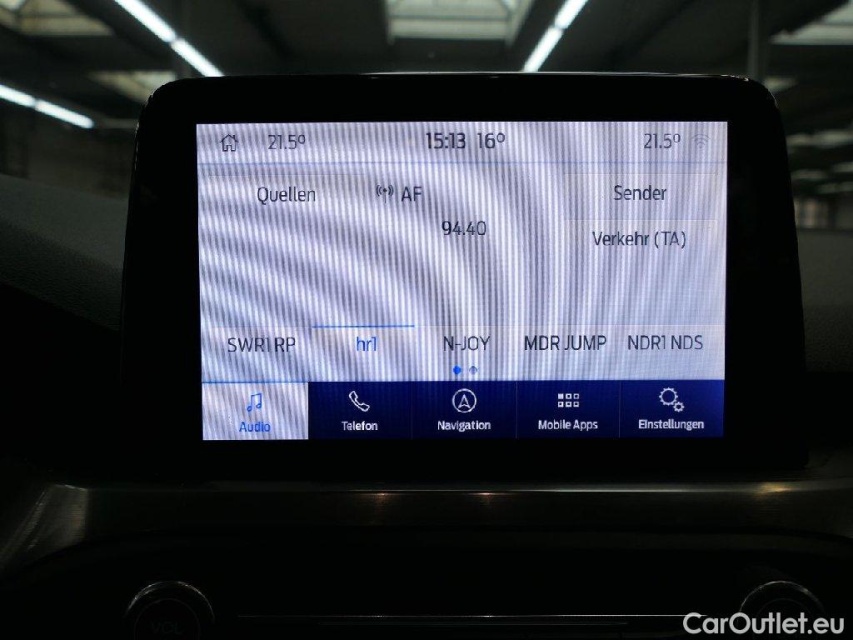 21.5° 15:13 16° 21.5°
Quellen AF Sender
94.40
Verkehr (TA)
SWR1 RP hr1 N-JOY MDR JUMP NDR1 NDS
Audio Telefon Navigation Mobile Apps Einstellungen
VOL
CarOutlet.eu